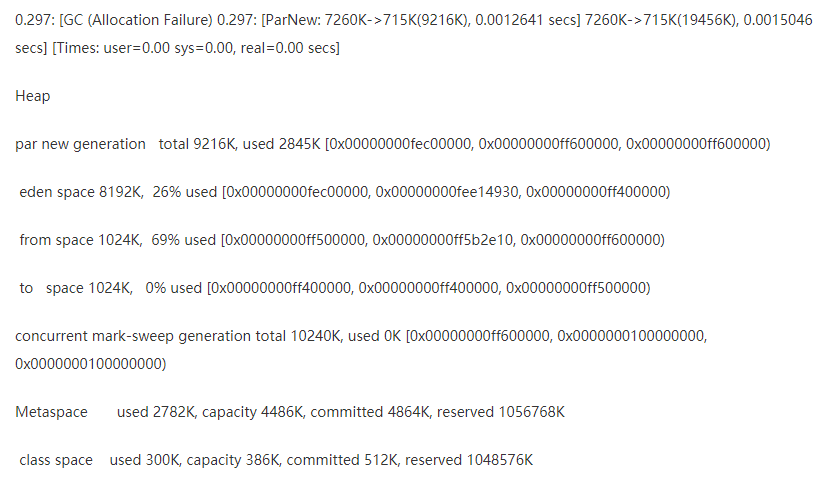 0.297: [GC (Allocation Failure) 0.297: [ParNew: 7260K->715K(9216K), 0.0012641 secs] 7260K->715K(19456K), 0.0015046
secs] [Times: user=0.00 sys=0.00, real=0.00 secs]
Heap
par new generation   total 9216K, used 2845K [0x00000000fec00000, 0x00000000ff600000, 0x00000000ff600000)
eden space 8192K,  26% used [0x00000000fec00000, 0x00000000fee14930, 0x00000000ff400000)
from space 1024K,  69% used [0x00000000ff500000, 0x00000000ff5b2e10, 0x00000000ff600000)
to   space 1024K,   0% used [0x00000000ff400000, 0x00000000ff400000, 0x00000000ff500000)
concurrent mark-sweep generation total 10240K, used 0K [0x00000000ff600000, 0x0000000100000000,
0x0000000100000000)
Metaspace       used 2782K, capacity 4486K, committed 4864K, reserved 1056768K
class space    used 300K, capacity 386K, committed 512K, reserved 1048576K